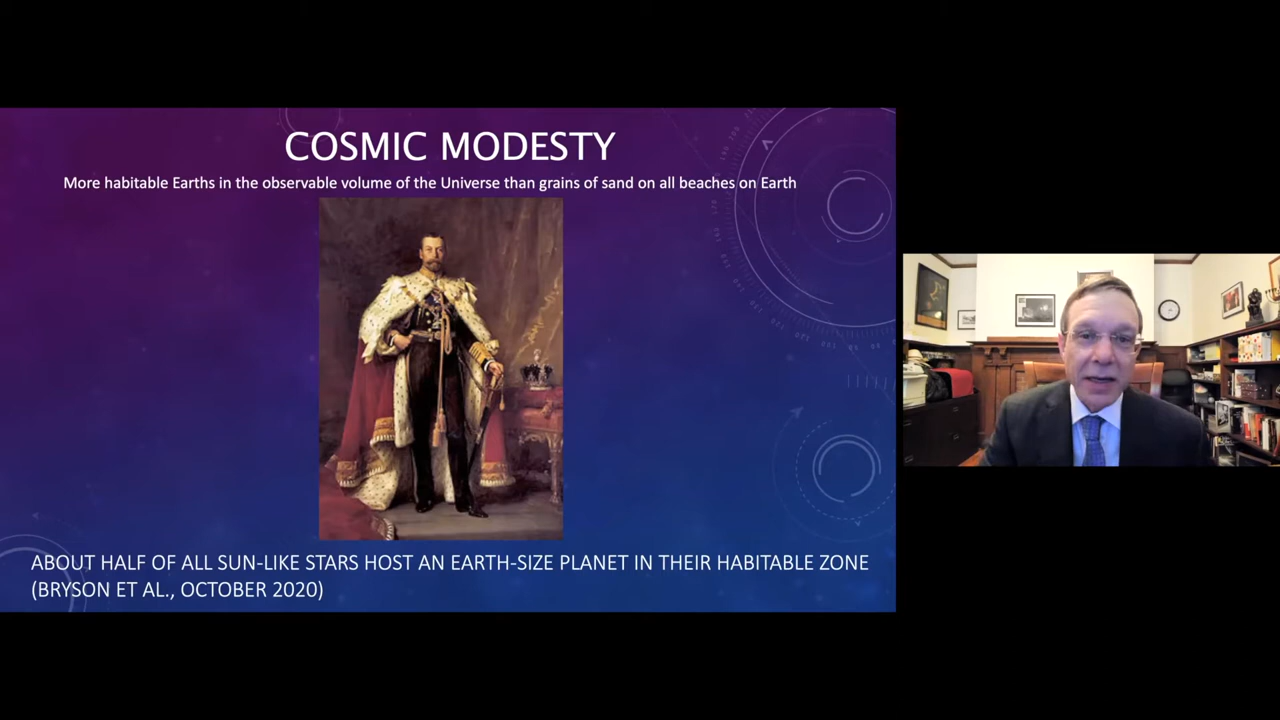 COSMIC MODESTY
More habitable Earths in the observable volume of the Universe than grains of sand on all beaches on Earth
ABOUT HALF OF ALL SUN-LIKE STARS HOST AN EARTH-SIZE PLANET IN THEIR HABITABLE ZONE
(BRYSON ET AL., OCTOBER 2020)